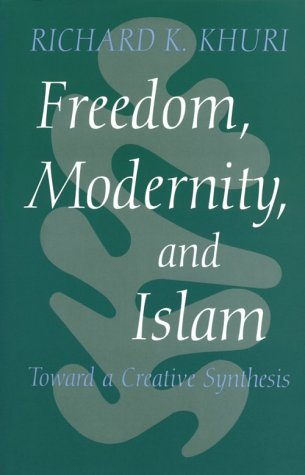 RICHARD K. KHURI
Freedom,
Modernity,
and
Islam
Toward a Creative Synthesis